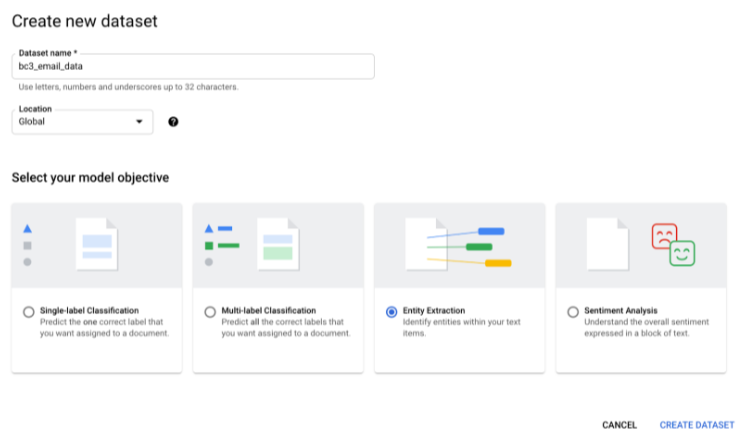 Create new dataset
Dataset name *
bc3_email_data
Use letters, numbers and underscores up to 32 characters.
Location
Global
?
Select your model objective
Single-label Classification
Predict the one correct label that
you want assigned to a document.
Multi-label Classification
Predict all the correct labels that
you want assigned to a document.
Entity Extraction
Identify entities within your text
items.
Sentiment Analysis
Understand the overall sentiment
expressed in a block of text.
CANCEL
CREATE DATASET